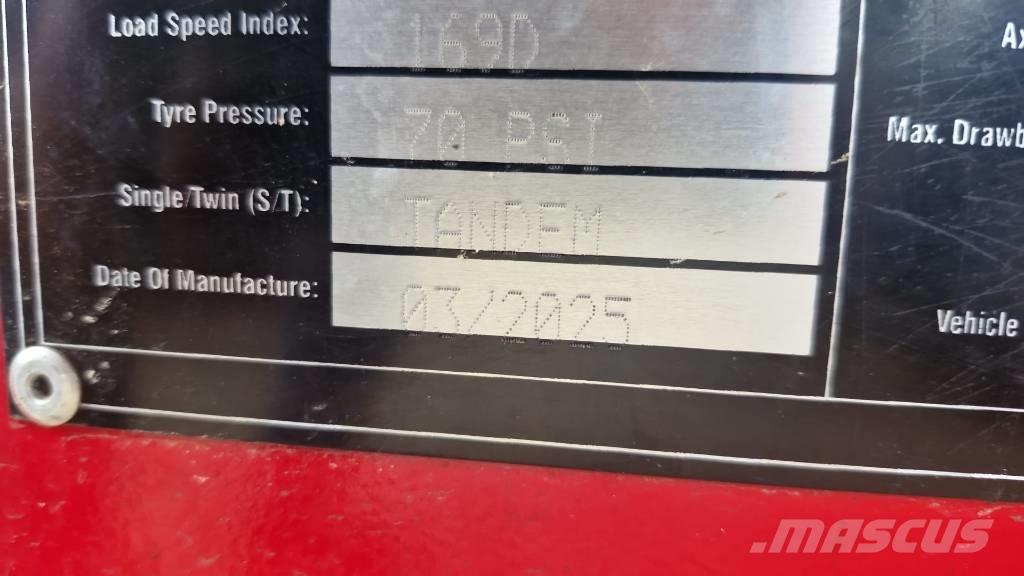 Load Speed Index: 169D
Tyre Pressure: 70 PSI
Single/Twin (S/T): TANDEM
Date Of Manufacture: 03/2025
Ax
Max. Drawb
Vehicle
MASCUS